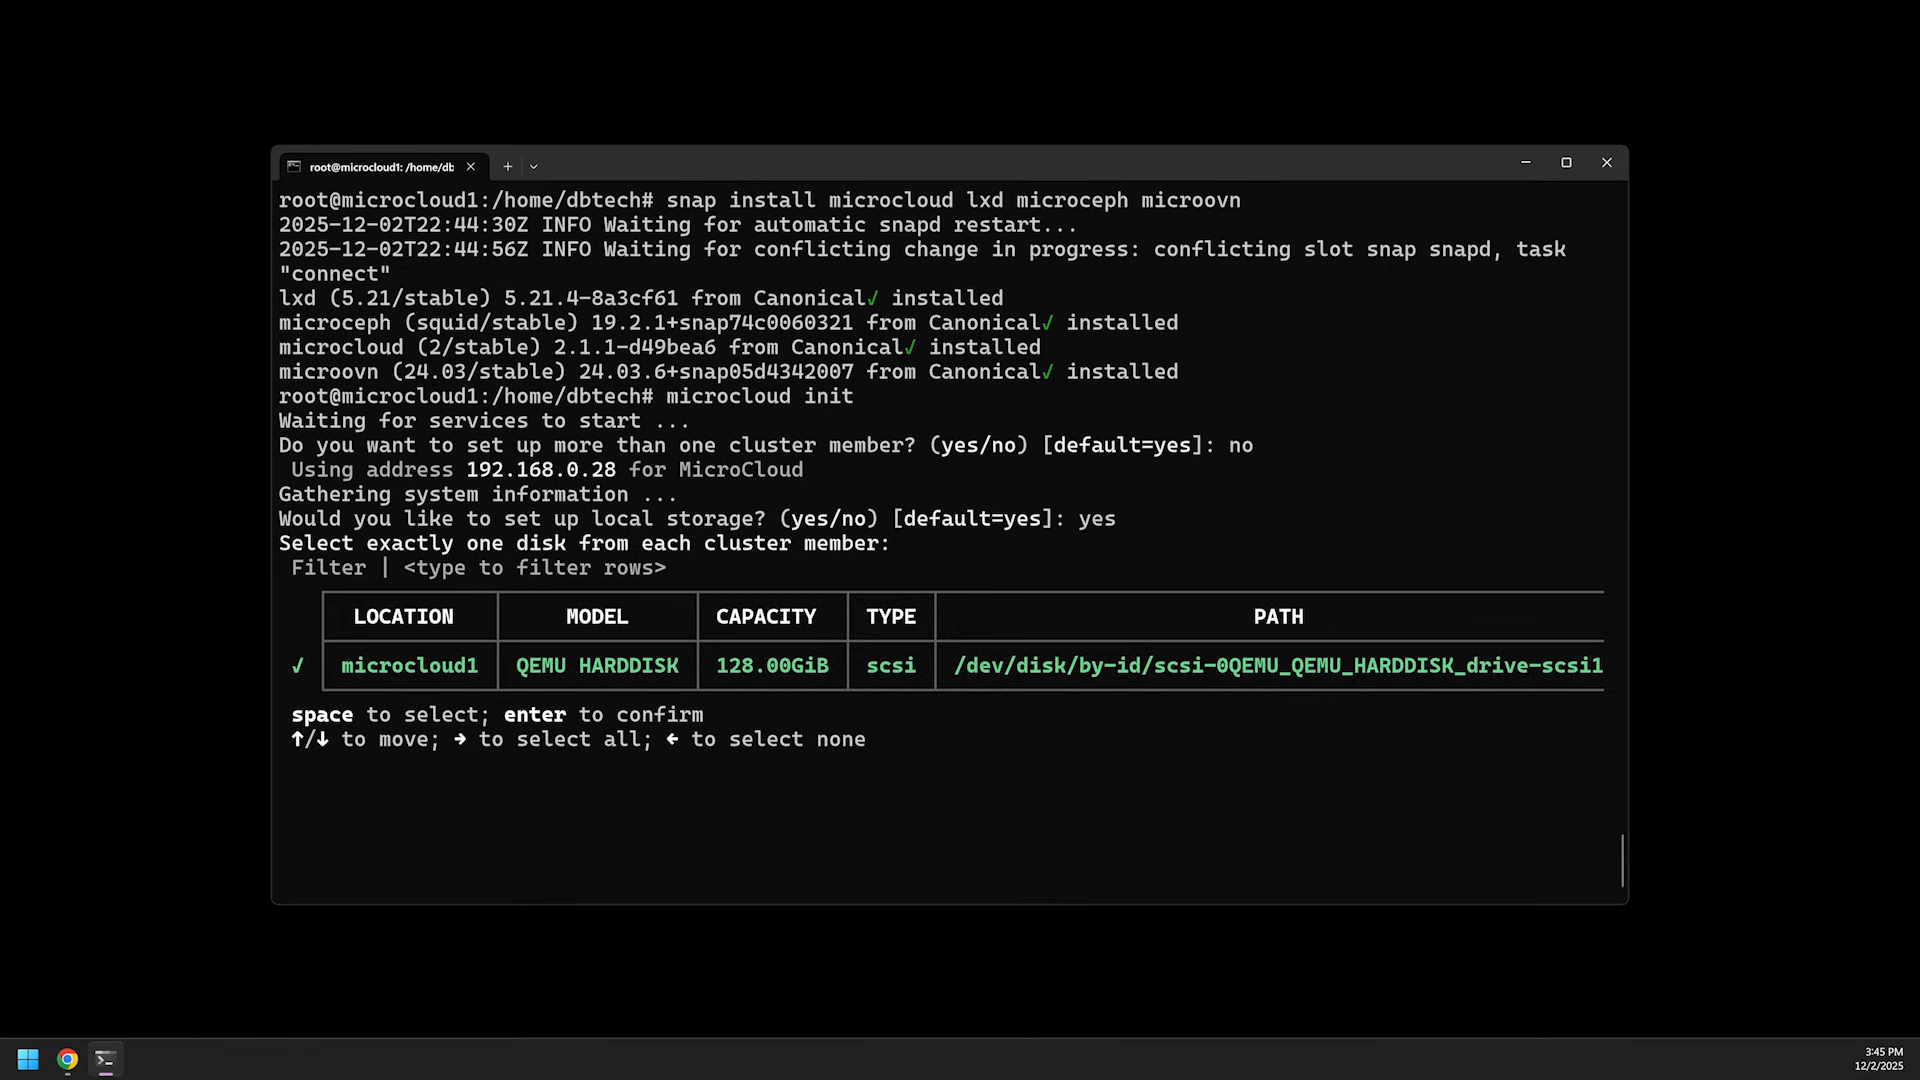 root@microcloud1: /home/db
root@microcloud1:/home/dbtech# snap install microcloud lxd microceph microovn
2025-12-02T22:44:30Z INFO Waiting for automatic snapd restart...
2025-12-02T22:44:56Z INFO Waiting for conflicting change in progress: conflicting slot snap snapd, task
"connect"
lxd (5.21/stable) 5.21.4-8a3cf61 from Canonical✓ installed
microceph (squid/stable) 19.2.1+snap74c0060321 from Canonical✓ installed
microcloud (2/stable) 2.1.1-d49bea6 from Canonical✓ installed
microovn (24.03/stable) 24.03.6+snap05d4342007 from Canonical✓ installed
root@microcloud1:/home/dbtech# microcloud init
Waiting for services to start ...
Do you want to set up more than one cluster member? (yes/no) [default=yes]: no
Using address 192.168.0.28 for MicroCloud
Gathering system information ...
Would you like to set up local storage? (yes/no) [default=yes]: yes
Select exactly one disk from each cluster member:
Filter | <type to filter rows>
LOCATION MODEL CAPACITY TYPE PATH
✓ microcloud1 QEMU HARDDISK 128.00GiB scsi /dev/disk/by-id/scsi-0QEMU_QEMU_HARDDISK_drive-scsi1
space to select; enter to confirm
↑/↓ to move; → to select all; ← to select none
3:45 PM
12/2/2025